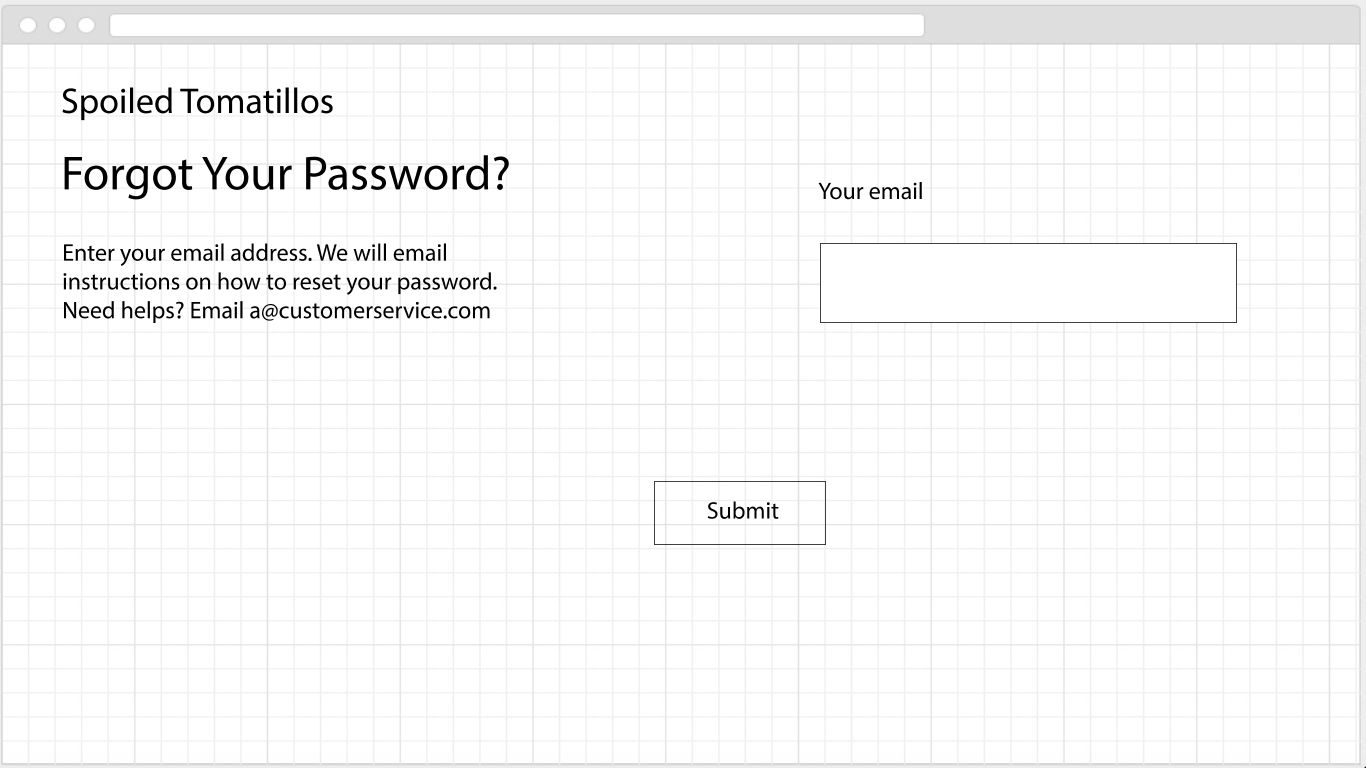 Spoiled Tomatillos
Forgot Your Password?
Your email
Enter your email address. We will email
instructions on how to reset your password.
Need helps? Email a@customerservice.com
Submit